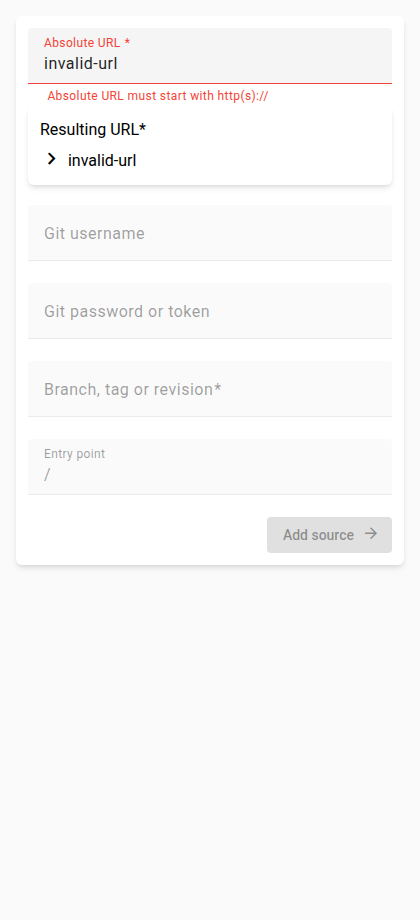 Absolute URL *
invalid-url
Absolute URL must start with http(s)://
Resulting URL*
invalid-url
Git username
Git password or token
Branch, tag or revision*
Entry point
/
Add source